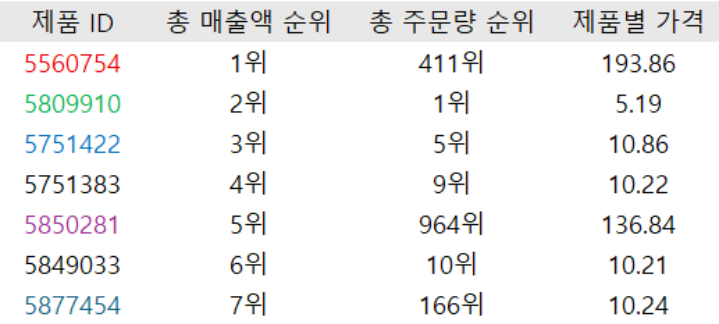 제품 ID 총 매출액 순위 총 주문량 순위 제품별 가격
5560754 1위 411위 193.86
5809910 2위 1위 5.19
5751422 3위 5위 10.86
5751383 4위 9위 10.22
5850281 5위 964위 136.84
5849033 6위 10위 10.21
5877454 7위 166위 10.24